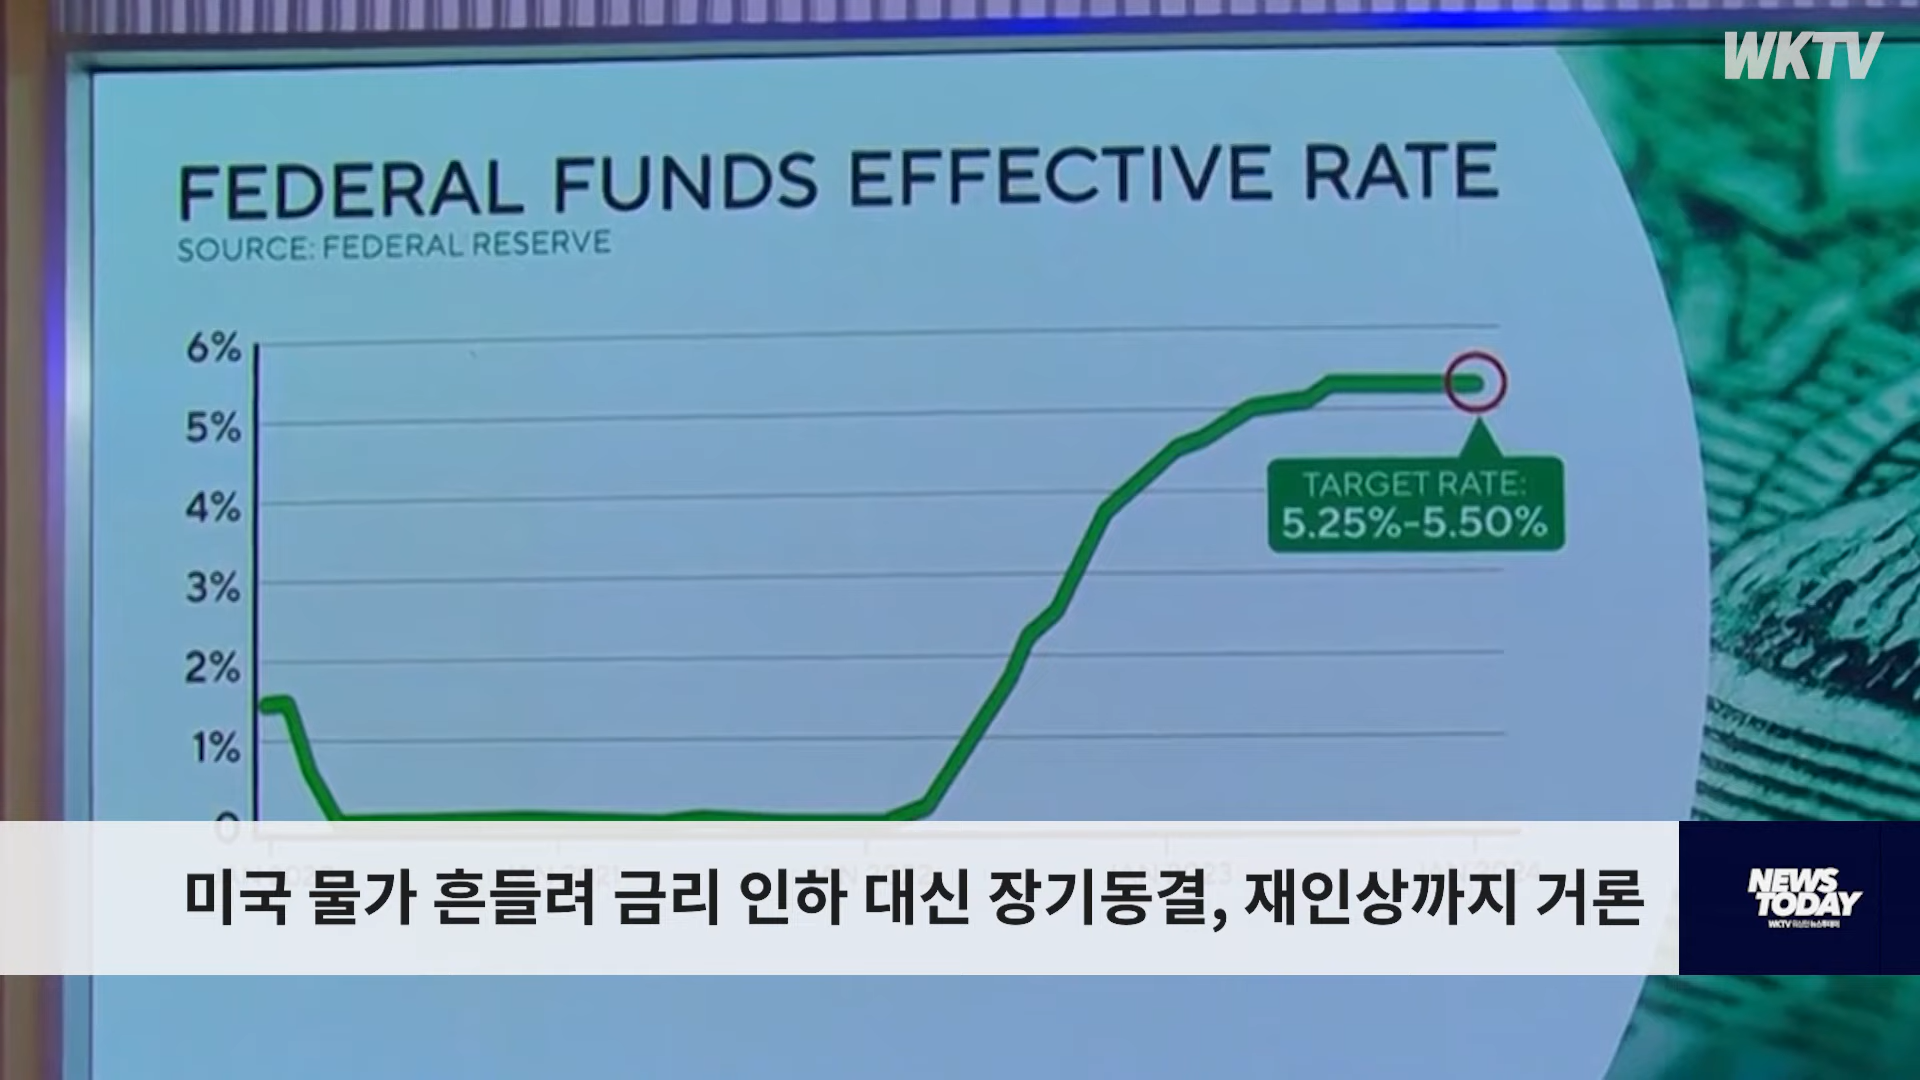 WKTV
FEDERAL FUNDS EFFECTIVE RATE
SOURCE: FEDERAL RESERVE
6%
5%
4%
3%
2%
1%
0
TARGET RATE:
5.25%-5.50%
미국 물가 흔들려 금리 인하 대신 장기동결, 재인상까지 거론
NEWS
TODAY